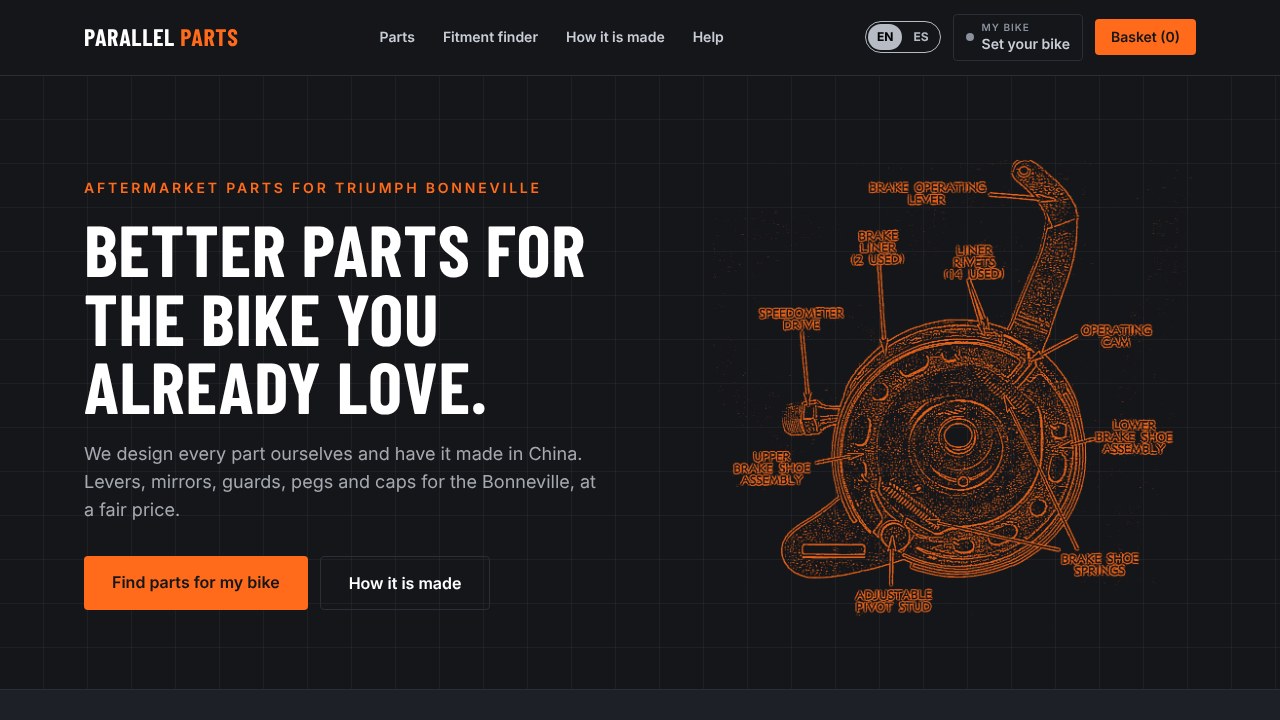 PARALLEL PARTS
Parts
Fitment finder
How it is made
Help
EN
ES
MY BIKE
Set your bike
Basket (0)
AFTERMARKET PARTS FOR TRIUMPH BONNEVILLE
BETTER PARTS FOR
THE BIKE YOU
ALREADY LOVE.
We design every part ourselves and have it made in China.
Levers, mirrors, guards, pegs and caps for the Bonneville, at
a fair price.
Find parts for my bike
How it is made
BRAKE OPERATING
LEVER
BRAKE
LINER
(2 USED)
LINER
RIVETS
(14 USED)
SPEEDOMETER
DRIVE
OPERATING
CAM
LOWER
BRAKE SHOE
ASSEMBLY
UPPER
BRAKE SHOE
ASSEMBLY
BRAKE SHOE
SPRINGS
ADJUSTABLE
PIVOT STUD